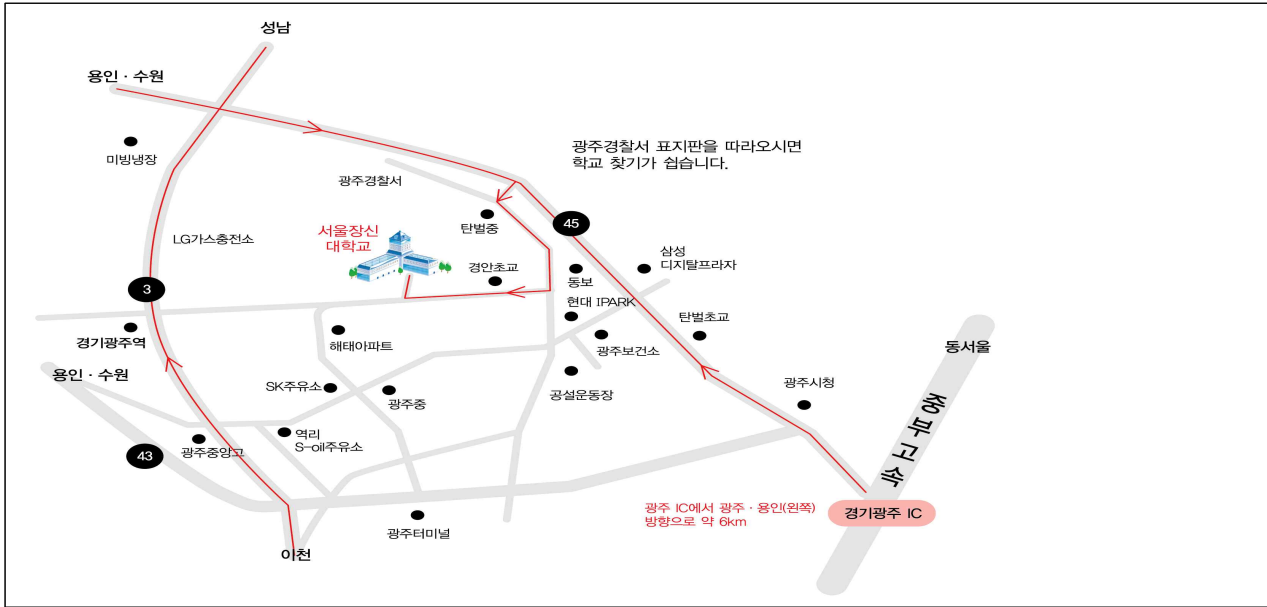 성남
용인 · 수원
미빙냉장
광주경찰서 표지판을 따라오시면
학교 찾기가 쉽습니다.
광주경찰서
탄벌중
45
LG가스충전소
서울장신
대학교
경안초교
동보
삼성
디지탈프라자
3
현대 IPARK
탄벌초교
경기광주역
해태아파트
광주보건소
동서울
용인 · 수원
SK주유소
광주중
공설운동장
광주시청
중부고속
43
광주중앙고
역리
S-oil주유소
광주 IC에서 광주 · 용인(왼쪽)
방향으로 약 6km
경기광주 IC
광주터미널
이천